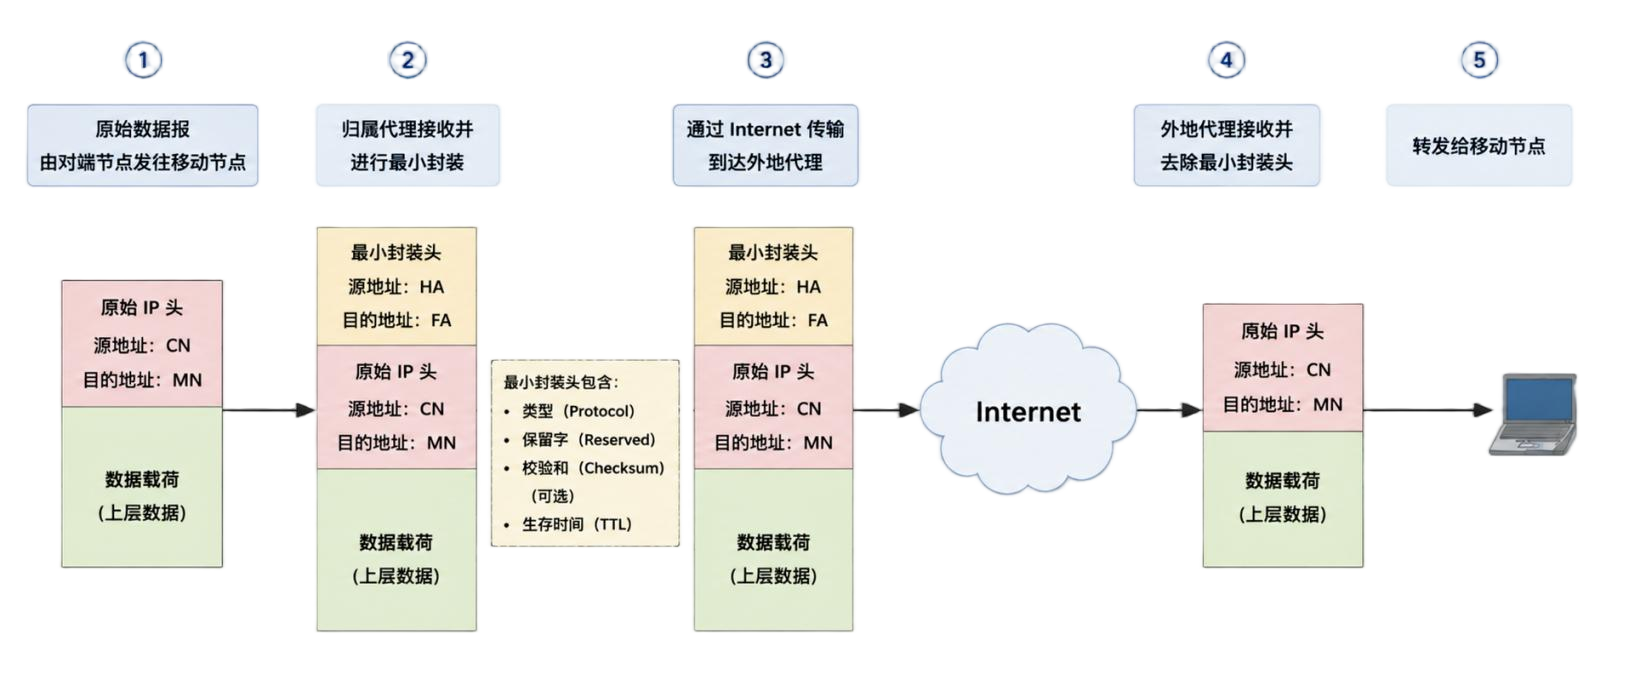 ①
原始数据报
由对端节点发往移动节点
②
归属代理接收并
进行最小封装
③
通过 Internet 传输
到达外地代理
④
外地代理接收并
去除最小封装头
⑤
转发给移动节点
原始 IP 头
源地址：CN
目的地址：MN
数据载荷
(上层数据)
最小封装头
源地址：HA
目的地址：FA
原始 IP 头
源地址：CN
目的地址：MN
数据载荷
(上层数据)
最小封装头包含：
• 类型（Protocol）
• 保留字（Reserved）
• 校验和（Checksum）
（可选）
• 生存时间（TTL）
最小封装头
源地址：HA
目的地址：FA
原始 IP 头
源地址：CN
目的地址：MN
数据载荷
(上层数据)
Internet
原始 IP 头
源地址：CN
目的地址：MN
数据载荷
(上层数据)